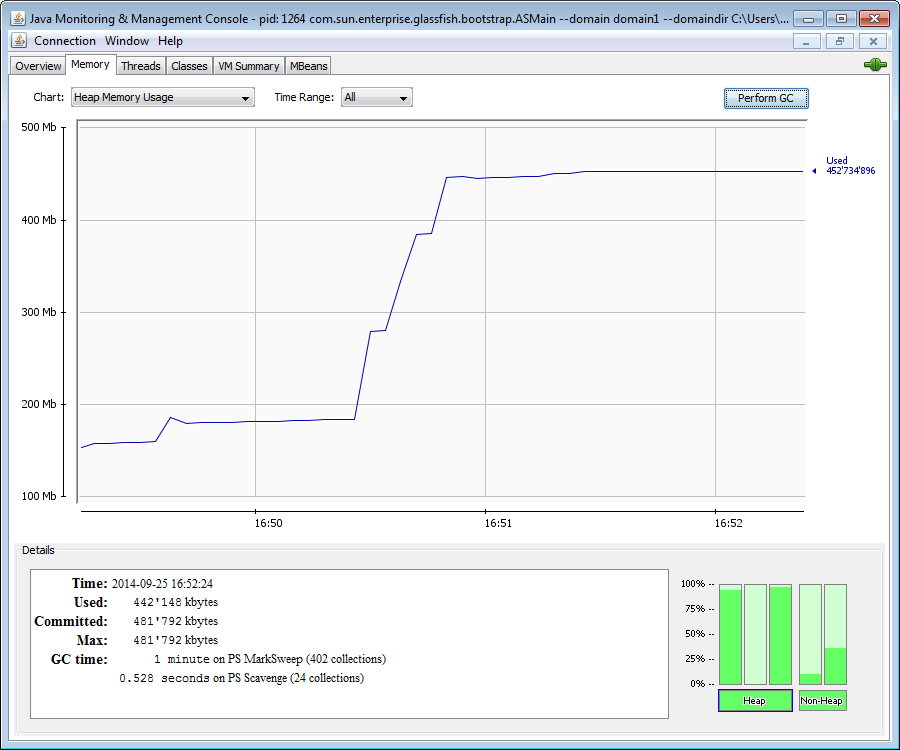 Java Monitoring & Management Console - pid: 1264 com.sun.enterprise.glassfish.bootstrap.ASMain --domain domain1 --domaindir C:\Users\...
Connection Window Help
Overview Memory Threads Classes VM Summary MBeans
Chart: Heap Memory Usage Time Range: All Perform GC
500 Mb
Used
452'734'896
400 Mb
300 Mb
200 Mb
100 Mb
16:50 16:51 16:52
Details
Time: 2014-09-25 16:52:24
Used: 442'148 kbytes
Committed: 481'792 kbytes
Max: 481'792 kbytes
GC time: 1 minute on PS MarkSweep (402 collections)
0.528 seconds on PS Scavenge (24 collections)
100% --
75% --
50% --
25% --
0% --
Heap Non-Heap